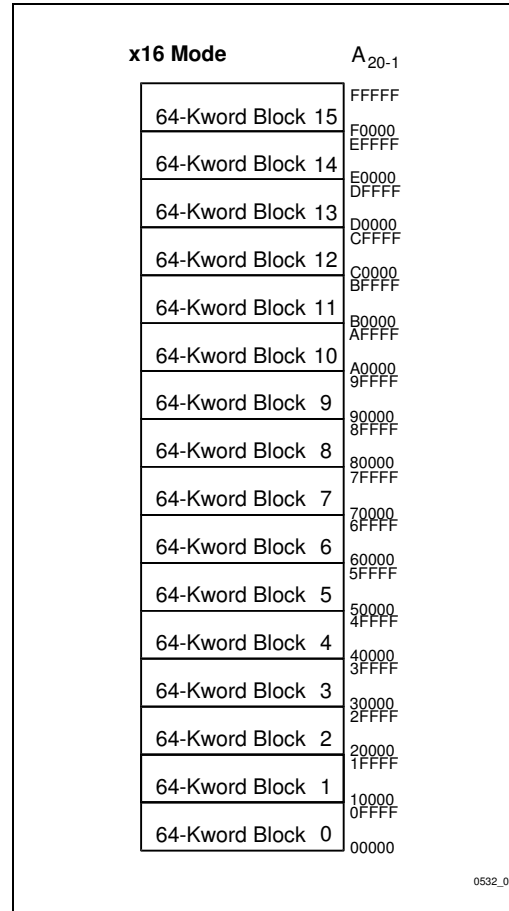 x16 Mode A20-1
FFFFF
64-Kword Block 15
F0000
EFFFF
64-Kword Block 14
E0000
DFFFF
64-Kword Block 13
D0000
CFFFF
64-Kword Block 12
C0000
BFFFF
64-Kword Block 11
B0000
AFFFF
64-Kword Block 10
A0000
9FFFF
64-Kword Block 9
90000
8FFFF
64-Kword Block 8
80000
7FFFF
64-Kword Block 7
70000
6FFFF
64-Kword Block 6
60000
5FFFF
64-Kword Block 5
50000
4FFFF
64-Kword Block 4
40000
3FFFF
64-Kword Block 3
30000
2FFFF
64-Kword Block 2
20000
1FFFF
64-Kword Block 1
10000
0FFFF
64-Kword Block 0
00000
0532_0